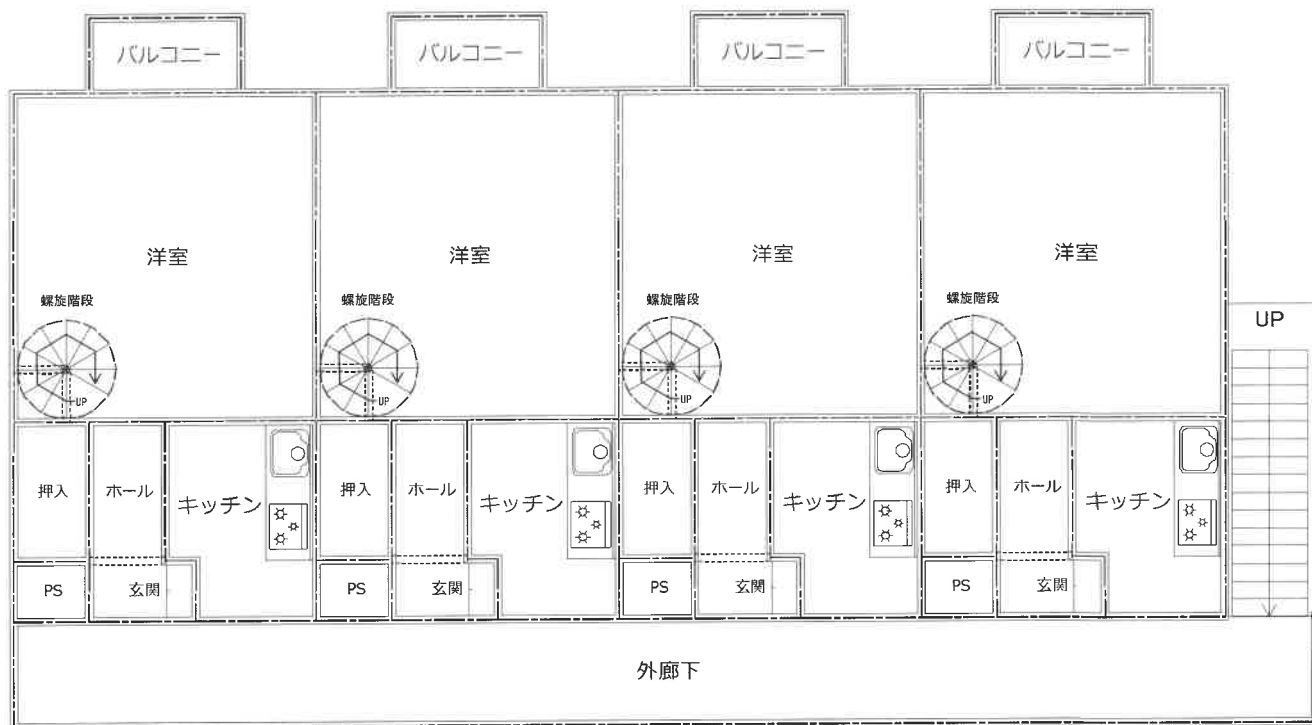 バルコニー
バルコニー
バルコニー
バルコニー
洋室
洋室
洋室
洋室
螺旋階段
螺旋階段
螺旋階段
螺旋階段
UP
UP
UP
UP
UP
押入
ホール
キッチン
押入
ホール
キッチン
押入
ホール
キッチン
押入
ホール
キッチン
PS
玄関
PS
玄関
PS
玄関
PS
玄関
外廊下